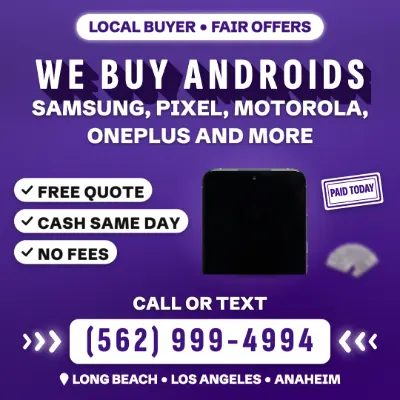 LOCAL BUYER • FAIR OFFERS
WE BUY ANDROIDS
SAMSUNG, PIXEL, MOTOROLA,
ONEPLUS AND MORE
FREE QUOTE
CASH SAME DAY
NO FEES
PAID TODAY
CALL OR TEXT
(562) 999-4994
LONG BEACH • LOS ANGELES • ANAHEIM